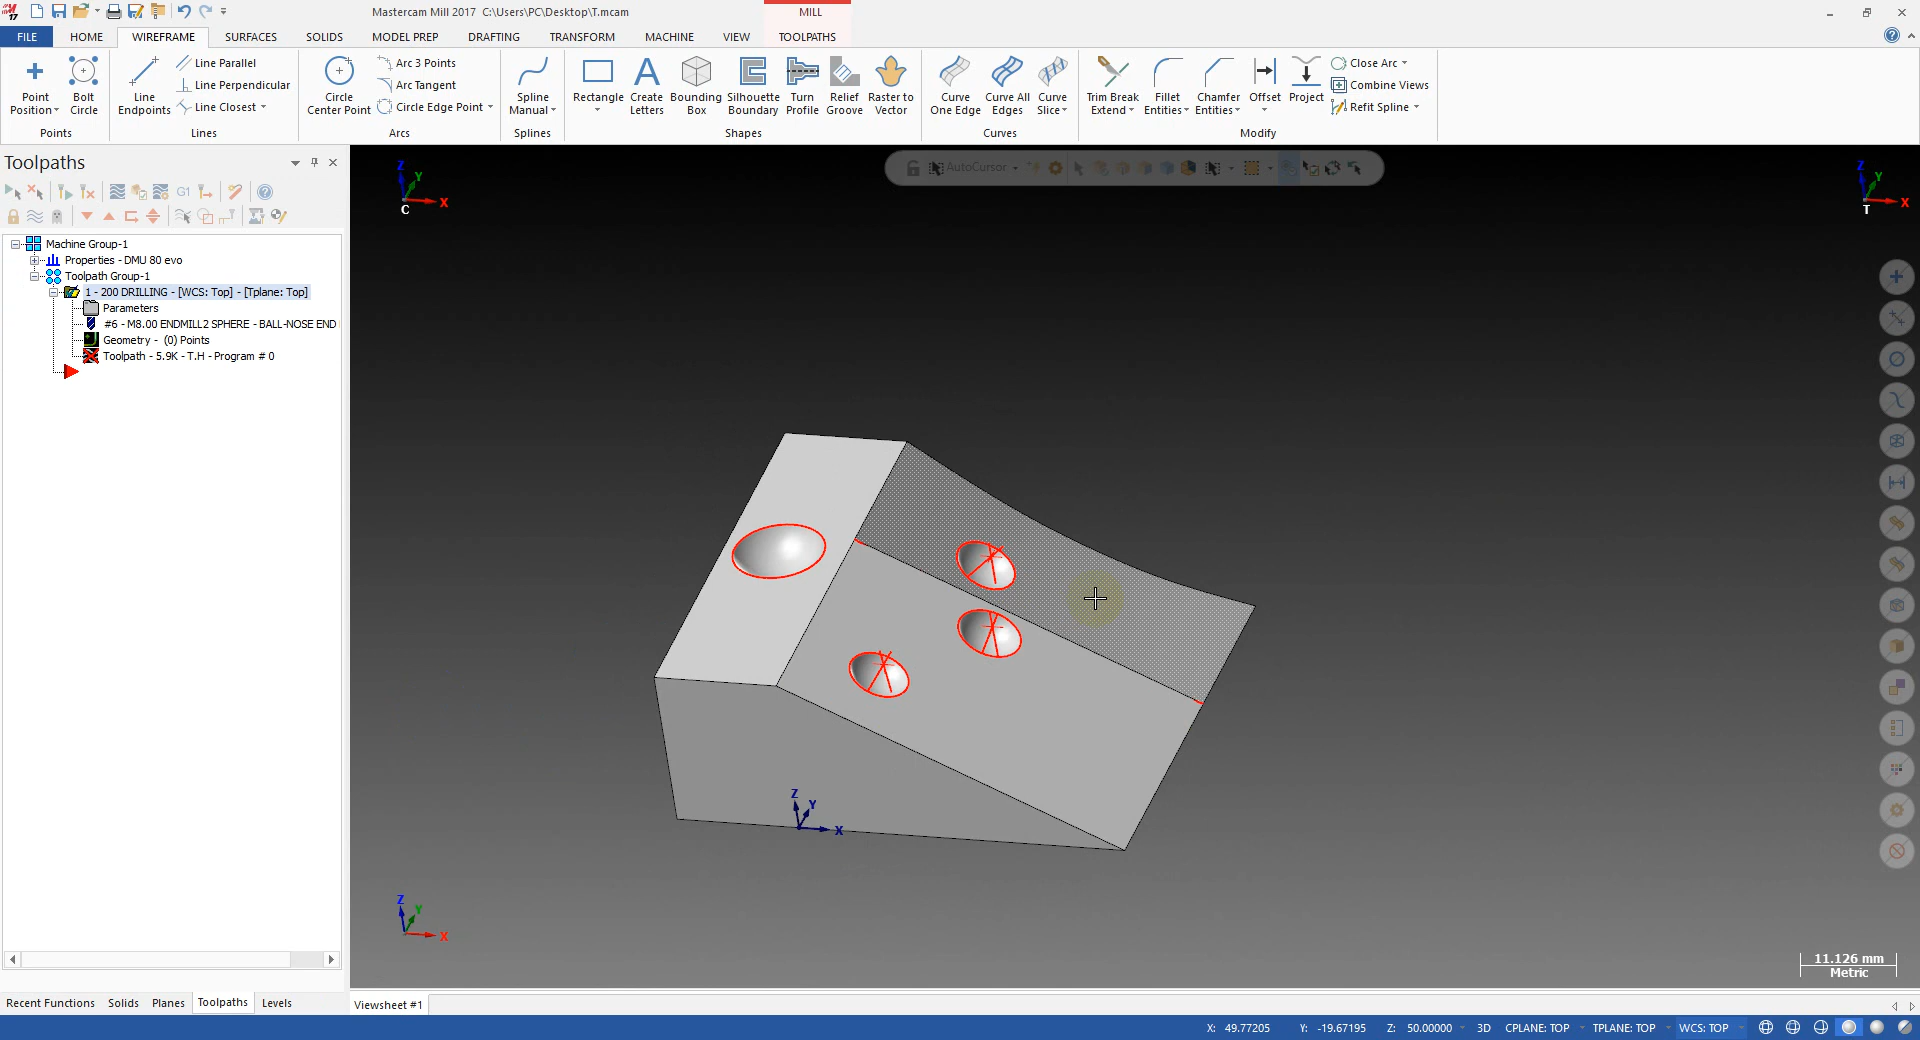 17
Mastercam Mill 2017  C:\Users\PC\Desktop\T.mcam
MILL
FILE HOME WIREFRAME SURFACES SOLIDS MODEL PREP DRAFTING TRANSFORM MACHINE VIEW TOOLPATHS
Point Position
Bolt Circle
Points
Line Endpoints
Line Parallel
Line Perpendicular
Line Closest
Lines
Circle Center Point
Arc 3 Points
Arc Tangent
Circle Edge Point
Arcs
Spline Manual
Splines
Rectangle
Create Letters
Bounding Box
Silhouette Boundary
Turn Profile
Relief Groove
Raster to Vector
Shapes
Curve One Edge
Curve All Edges
Curve Slice
Curves
Trim Break Extend
Fillet Entities
Chamfer Entities
Offset
Project
Close Arc
Combine Views
Refit Spline
Modify
Toolpaths
G1
Machine Group-1
Properties - DMU 80 evo
Toolpath Group-1
1 - 200 DRILLING - [WCS: Top] - [Tplane: Top]
Parameters
#6 - M8.00 ENDMILL2 SPHERE - BALL-NOSE END
Geometry - (0) Points
Toolpath - 5.9K - T.H - Program # 0
AutoCursor
Z
Y
X
C
Z
Y
X
T
Z
Y
X
Z
Y
X
11.126 mm
Metric
Recent Functions Solids Planes Toolpaths Levels
Viewsheet #1
X: 49.77205 Y: -19.67195 Z: 50.00000 3D CPLANE: TOP TPLANE: TOP WCS: TOP